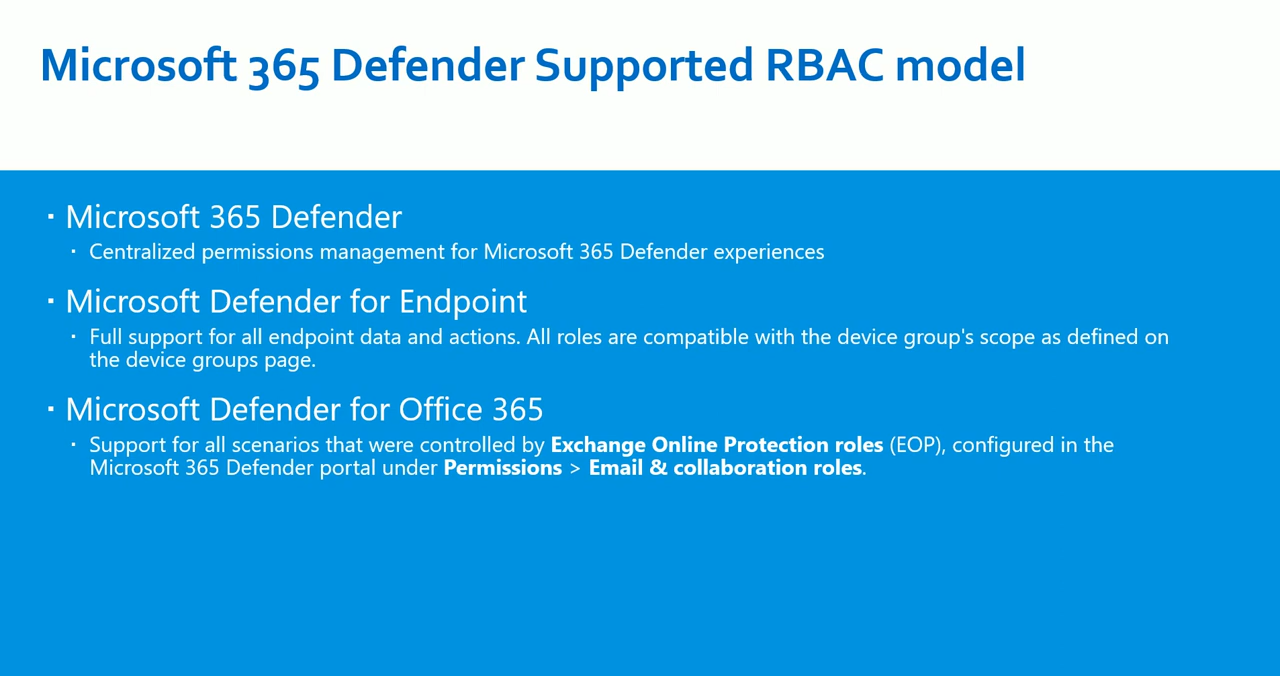 Microsoft 365 Defender Supported RBAC model
▪ Microsoft 365 Defender
▪ Centralized permissions management for Microsoft 365 Defender experiences
▪ Microsoft Defender for Endpoint
▪ Full support for all endpoint data and actions. All roles are compatible with the device group's scope as defined on
the device groups page.
▪ Microsoft Defender for Office 365
▪ Support for all scenarios that were controlled by Exchange Online Protection roles (EOP), configured in the
Microsoft 365 Defender portal under Permissions > Email & collaboration roles.